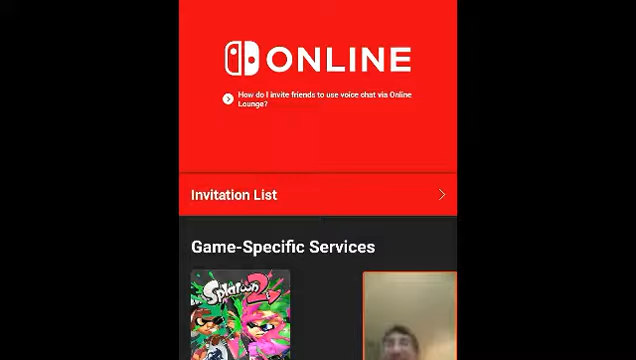 ONLINE
How do I invite friends to use voice chat via Online
Lounge?
Invitation List
Game-Specific Services
Splatoon 2